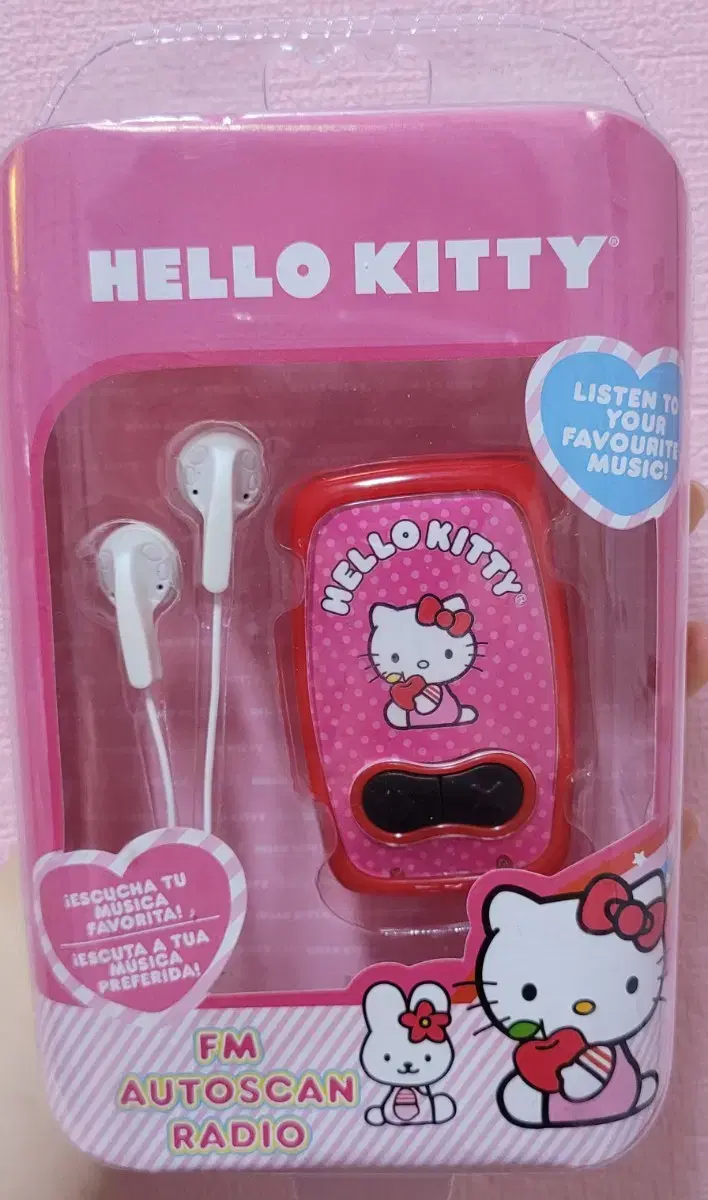 HELLO KITTY®
LISTEN TO
YOUR
FAVOURITE
MUSIC!
HELLO KITTY®
¡ESCUCHA TU
MÚSICA
FAVORITA!
¡ESCUTA A TUA
MÚSICA
PREFERIDA!
FM
AUTOSCAN
RADIO